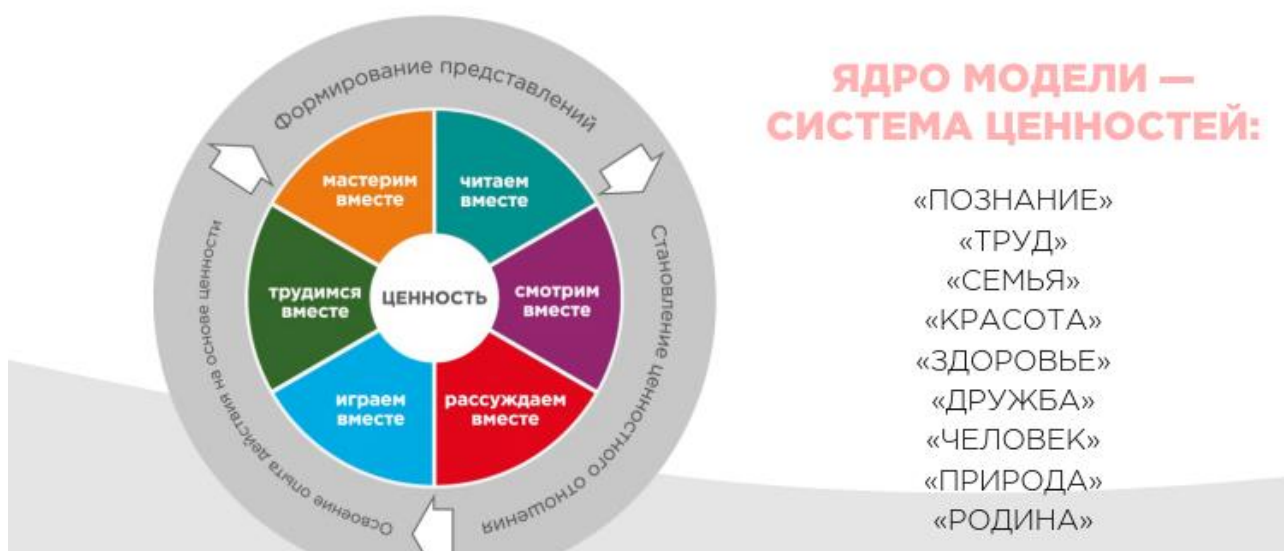 Формирование представлений
Становление ценностного отношения
Освоение опыта действия на основе ценности
мастерим
вместе
читаем
вместе
трудимся
вместе
ЦЕННОСТЬ
смотрим
вместе
играем
вместе
рассуждаем
вместе
ЯДРО МОДЕЛИ —
СИСТЕМА ЦЕННОСТЕЙ:
«ПОЗНАНИЕ»
«ТРУД»
«СЕМЬЯ»
«КРАСОТА»
«ЗДОРОВЬЕ»
«ДРУЖБА»
«ЧЕЛОВЕК»
«ПРИРОДА»
«РОДИНА»